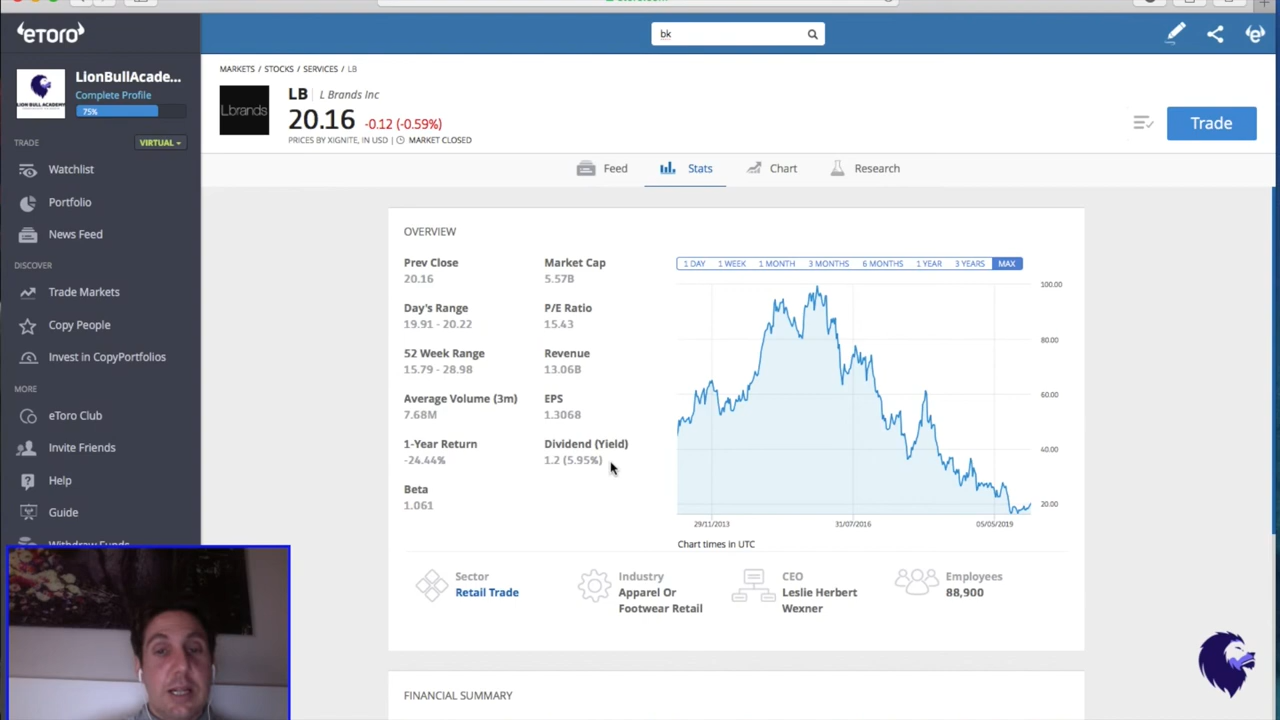 eToro
bk
LionBullAcade...
Complete Profile
75%
LION BULL ACADEMY
TRADE
VIRTUAL
Watchlist
Portfolio
News Feed
DISCOVER
Trade Markets
Copy People
Invest in CopyPortfolios
MORE
eToro Club
Invite Friends
Help
Guide
Withdraw Funds
MARKETS / STOCKS / SERVICES / LB
Lbrands
LB | L Brands Inc
20.16 -0.12 (-0.59%)
PRICES BY XIGNITE, IN USD | MARKET CLOSED
Trade
Feed
Stats
Chart
Research
OVERVIEW
Prev Close
20.16
Market Cap
5.57B
Day's Range
19.91 - 20.22
P/E Ratio
15.43
52 Week Range
15.79 - 28.98
Revenue
13.06B
Average Volume (3m)
7.68M
EPS
1.3068
1-Year Return
-24.44%
Dividend (Yield)
1.2 (5.95%)
Beta
1.061
1 DAY 1 WEEK 1 MONTH 3 MONTHS 6 MONTHS 1 YEAR 3 YEARS MAX
100.00
80.00
60.00
40.00
20.00
29/11/2013 31/07/2016 05/05/2019
Chart times in UTC
Sector
Retail Trade
Industry
Apparel Or
Footwear Retail
CEO
Leslie Herbert
Wexner
Employees
88,900
FINANCIAL SUMMARY